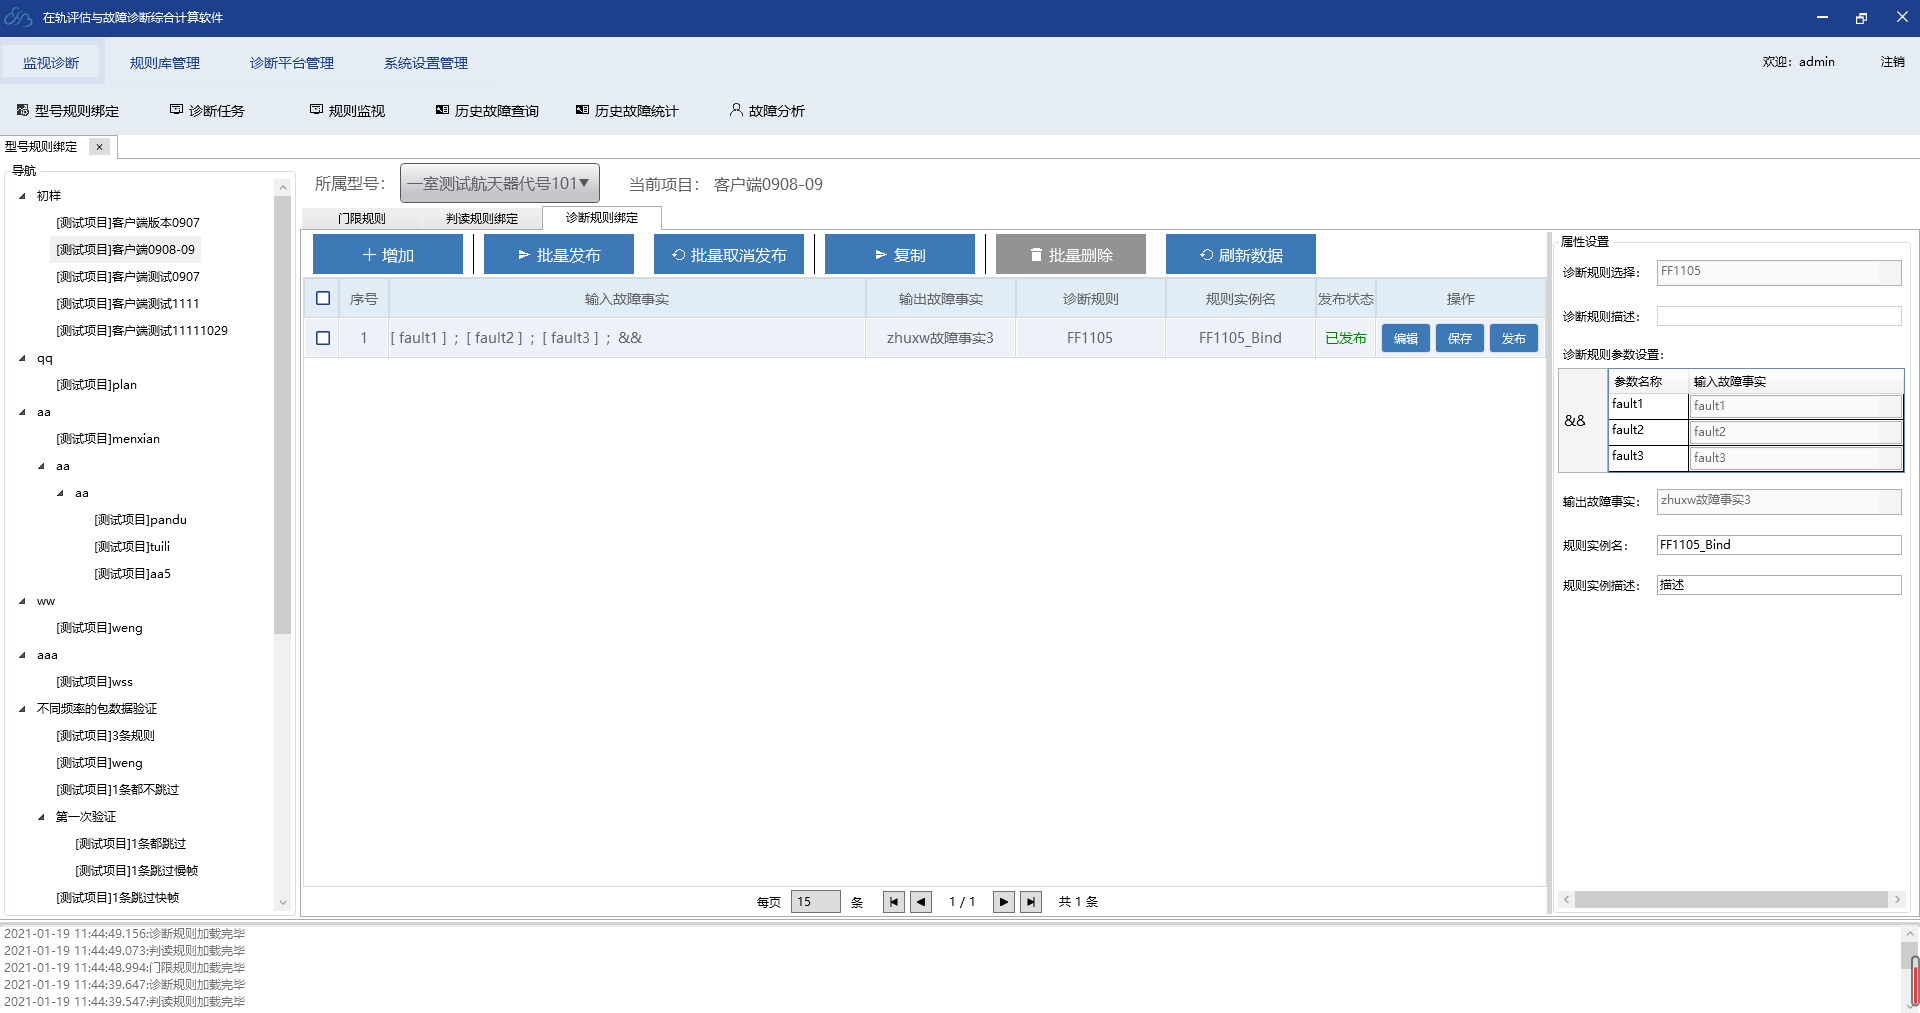 在轨评估与故障诊断综合计算软件
监视诊断 规则库管理 诊断平台管理 系统设置管理 欢迎：admin 注销
型号规则绑定 诊断任务 规则监视 历史故障查询 历史故障统计 故障分析
型号规则绑定 x
导航
初样
[测试项目]客户端版本0907
[测试项目]客户端0908-09
[测试项目]客户端测试0907
[测试项目]客户端测试1111
[测试项目]客户端测试11111029
qq
[测试项目]plan
aa
[测试项目]menxian
aa
aa
[测试项目]pandu
[测试项目]tuili
[测试项目]aa5
ww
[测试项目]weng
aaa
[测试项目]wss
不同频率的包数据验证
[测试项目]3条规则
[测试项目]weng
[测试项目]1条都不跳过
第一次验证
[测试项目]1条都跳过
[测试项目]1条跳过慢帧
[测试项目]1条跳过快帧
所属型号： 一室测试航天器代号101▼ 当前项目： 客户端0908-09
门限规则 判读规则绑定 诊断规则绑定
增加 批量发布 批量取消发布 复制 批量删除 刷新数据
序号 输入故障事实 输出故障事实 诊断规则 规则实例名 发布状态 操作
1 [ fault1 ] ; [ fault2 ] ; [ fault3 ] ; && zhuxw故障事实3 FF1105 FF1105_Bind 已发布 编辑 保存 发布
每页 15 条 1 / 1 共 1 条
属性设置
诊断规则选择： FF1105
诊断规则描述：
诊断规则参数设置：
参数名称 输入故障事实
&&
fault1 fault1
fault2 fault2
fault3 fault3
输出故障事实： zhuxw故障事实3
规则实例名： FF1105_Bind
规则实例描述： 描述
2021-01-19 11:44:49.156:诊断规则加载完毕
2021-01-19 11:44:49.073:判读规则加载完毕
2021-01-19 11:44:48.994:门限规则加载完毕
2021-01-19 11:44:39.647:诊断规则加载完毕
2021-01-19 11:44:39.547:判读规则加载完毕